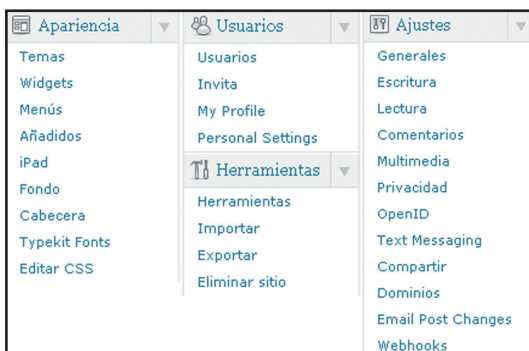 Apariencia
Temas
Widgets
Menús
Añadidos
iPad
Fondo
Cabecera
Typekit Fonts
Editar CSS
Usuarios
Usuarios
Invita
My Profile
Personal Settings
Herramientas
Herramientas
Importar
Exportar
Eliminar sitio
Ajustes
Generales
Escritura
Lectura
Comentarios
Multimedia
Privacidad
OpenID
Text Messaging
Compartir
Dominios
Email Post Changes
Webhooks